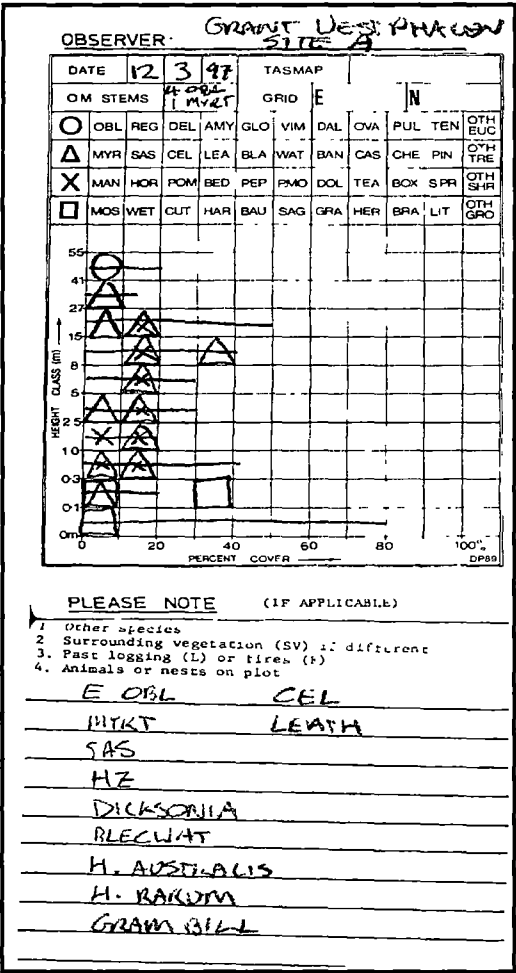 OBSERVER: GRANT WESTPHALEN
SITE A
DATE 12 3 97 TASMAP
OM STEMS 4 OBL 1 MYRT GRID E N
OBL REG DEL AMY GLO VIM DAL OVA PUL TEN OTH EUC
MYR SAS CEL LEA BLA WAT BAN CAS CHE PIN OTH TRE
MAN HOR POM BED PEP PMO DOL TEA BOX SPR OTH SHR
MOS WET CUT HAR BAU SAG GRA HER BRA LIT OTH GRO
55
41
27
15
8
5
2 5
1 0
0·3
0·1
0m
HEIGHT CLASS (m)
0 20 40 60 80 100%
PERCENT COVER
DP89
PLEASE NOTE (IF APPLICABLE)
1 Other species
2 Surrounding vegetation (SV) if different
3. Past logging (L) or fires (F)
4. Animals or nests on plot
E OBL CEL
MYRT LEATH
SAS
HZ
DICKSONIA
BLECWAT
H. AUSTRALIS
H. RARUM
GRAM BILL